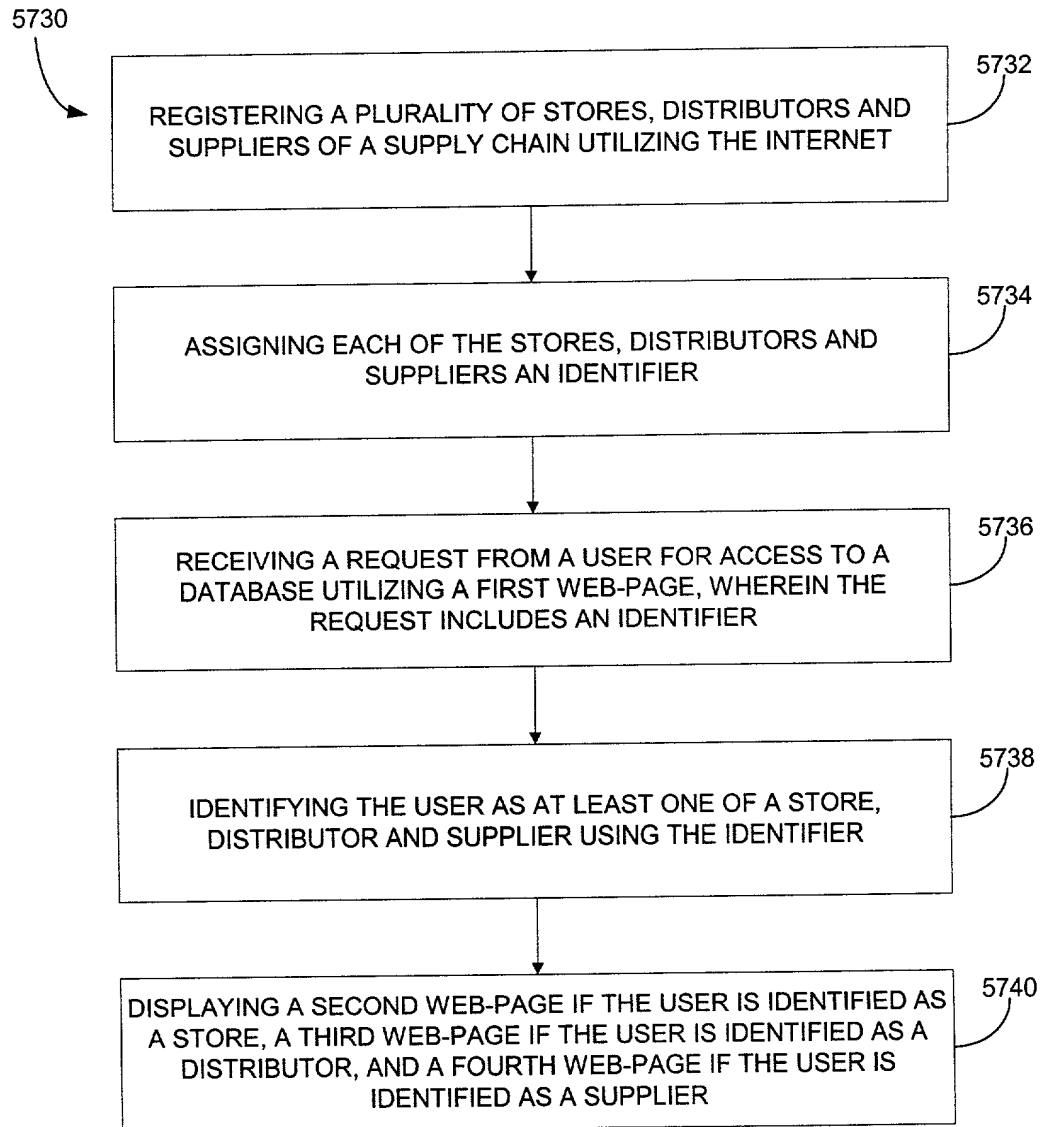 5730
5732
REGISTERING A PLURALITY OF STORES, DISTRIBUTORS AND
SUPPLIERS OF A SUPPLY CHAIN UTILIZING THE INTERNET
5734
ASSIGNING EACH OF THE STORES, DISTRIBUTORS AND
SUPPLIERS AN IDENTIFIER
5736
RECEIVING A REQUEST FROM A USER FOR ACCESS TO A
DATABASE UTILIZING A FIRST WEB-PAGE, WHEREIN THE
REQUEST INCLUDES AN IDENTIFIER
5738
IDENTIFYING THE USER AS AT LEAST ONE OF A STORE,
DISTRIBUTOR AND SUPPLIER USING THE IDENTIFIER
5740
DISPLAYING A SECOND WEB-PAGE IF THE USER IS IDENTIFIED AS
A STORE, A THIRD WEB-PAGE IF THE USER IS IDENTIFIED AS A
DISTRIBUTOR, AND A FOURTH WEB-PAGE IF THE USER IS
IDENTIFIED AS A SUPPLIER